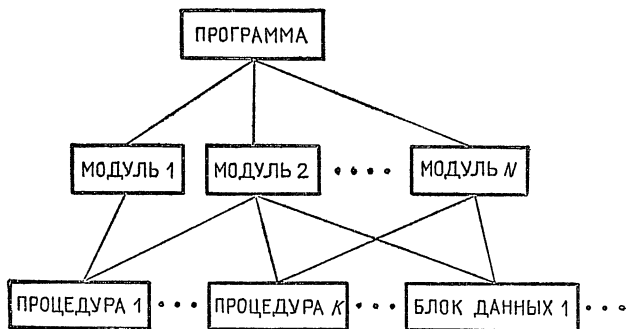 ПРОГРАММА
МОДУЛЬ 1 МОДУЛЬ 2 •••• МОДУЛЬ N
ПРОЦЕДУРА 1 ••• ПРОЦЕДУРА K ••• БЛОК ДАННЫХ 1 •••